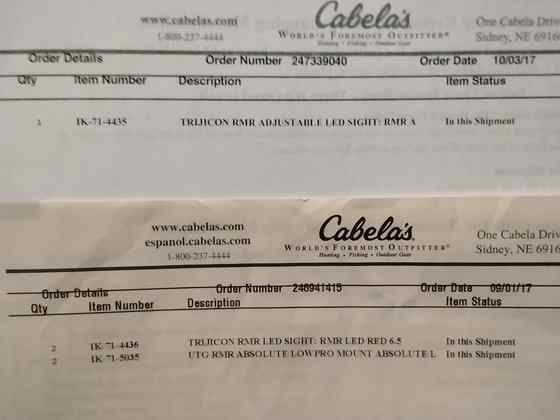 www.cabelas.com
1-800-237-4444
Cabela's
WORLD'S FOREMOST OUTFITTER®
Hunting • Fishing • Outdoor Gear
One Cabela Driv
Sidney, NE 6916
Order Details Order Number 247339040 Order Date 10/03/17
Qty Item Number Description Item Status
1 IK-71-4435 TRIJICON RMR ADJUSTABLE LED SIGHT: RMR A In this Shipment
www.cabelas.com
espanol.cabelas.com
1-800-237-4444
Cabela's
WORLD'S FOREMOST OUTFITTER®
Hunting • Fishing • Outdoor Gear
One Cabela Driv
Sidney, NE 6916
Order Details Order Number 246941415 Order Date 09/01/17
Qty Item Number Description Item Status
2 IK-71-4436 TRIJICON RMR LED SIGHT: RMR LED RED 6.5 In this Shipment
2 IK-71-5035 UTG RMR ABSOLUTE LOWPRO MOUNT ABSOLUTE L In this Shipment